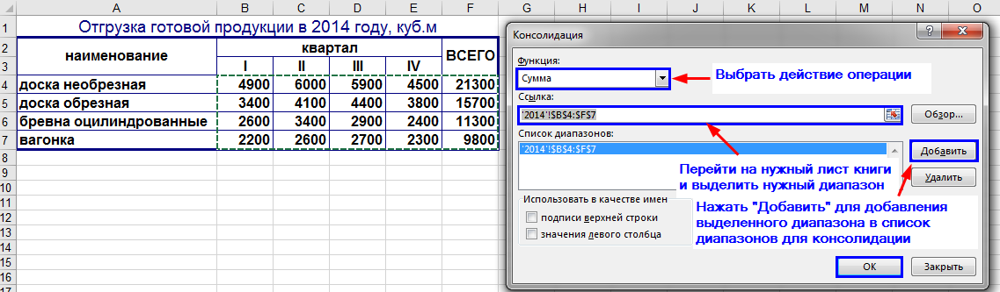 A B C D E F G H I J K L M N O
1 Отгрузка готовой продукции в 2014 году, куб.м
2 наименование квартал ВСЕГО
3 I II III IV
4 доска необрезная 4900 6000 5900 4500 21300
5 доска обрезная 3400 4100 4400 3800 15700
6 бревна оцилиндрованные 2600 3400 2900 2400 11300
7 вагонка 2200 2600 2700 2300 9800
8
9
10
11
12
13
14
15
16
17
Консолидация
Функция:
Сумма
Выбрать действие операции
Ссылка:
'2014'!$B$4:$F$7
Обзор...
Список диапазонов:
'2014'!$B$4:$F$7
Добавить
Перейти на нужный лист книги
и выделить нужный диапазон
Удалить
Использовать в качестве имен
подписи верхней строки
значения левого столбца
Нажать "Добавить" для добавления
выделенного диапазона в список
диапазонов для консолидации
ОК
Закрыть